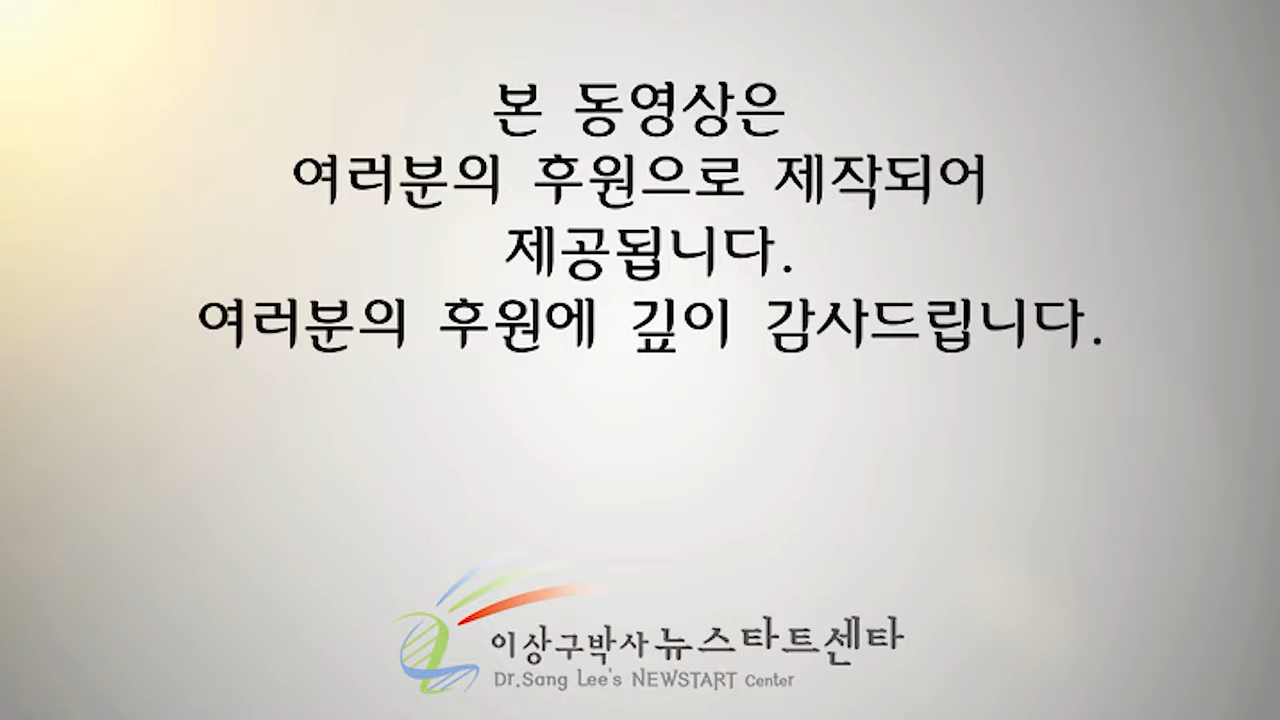 본 동영상은
여러분의 후원으로 제작되어
제공됩니다.
여러분의 후원에 깊이 감사드립니다.
이상구박사 뉴스타트센타
Dr.Sang Lee's NEWSTART Center